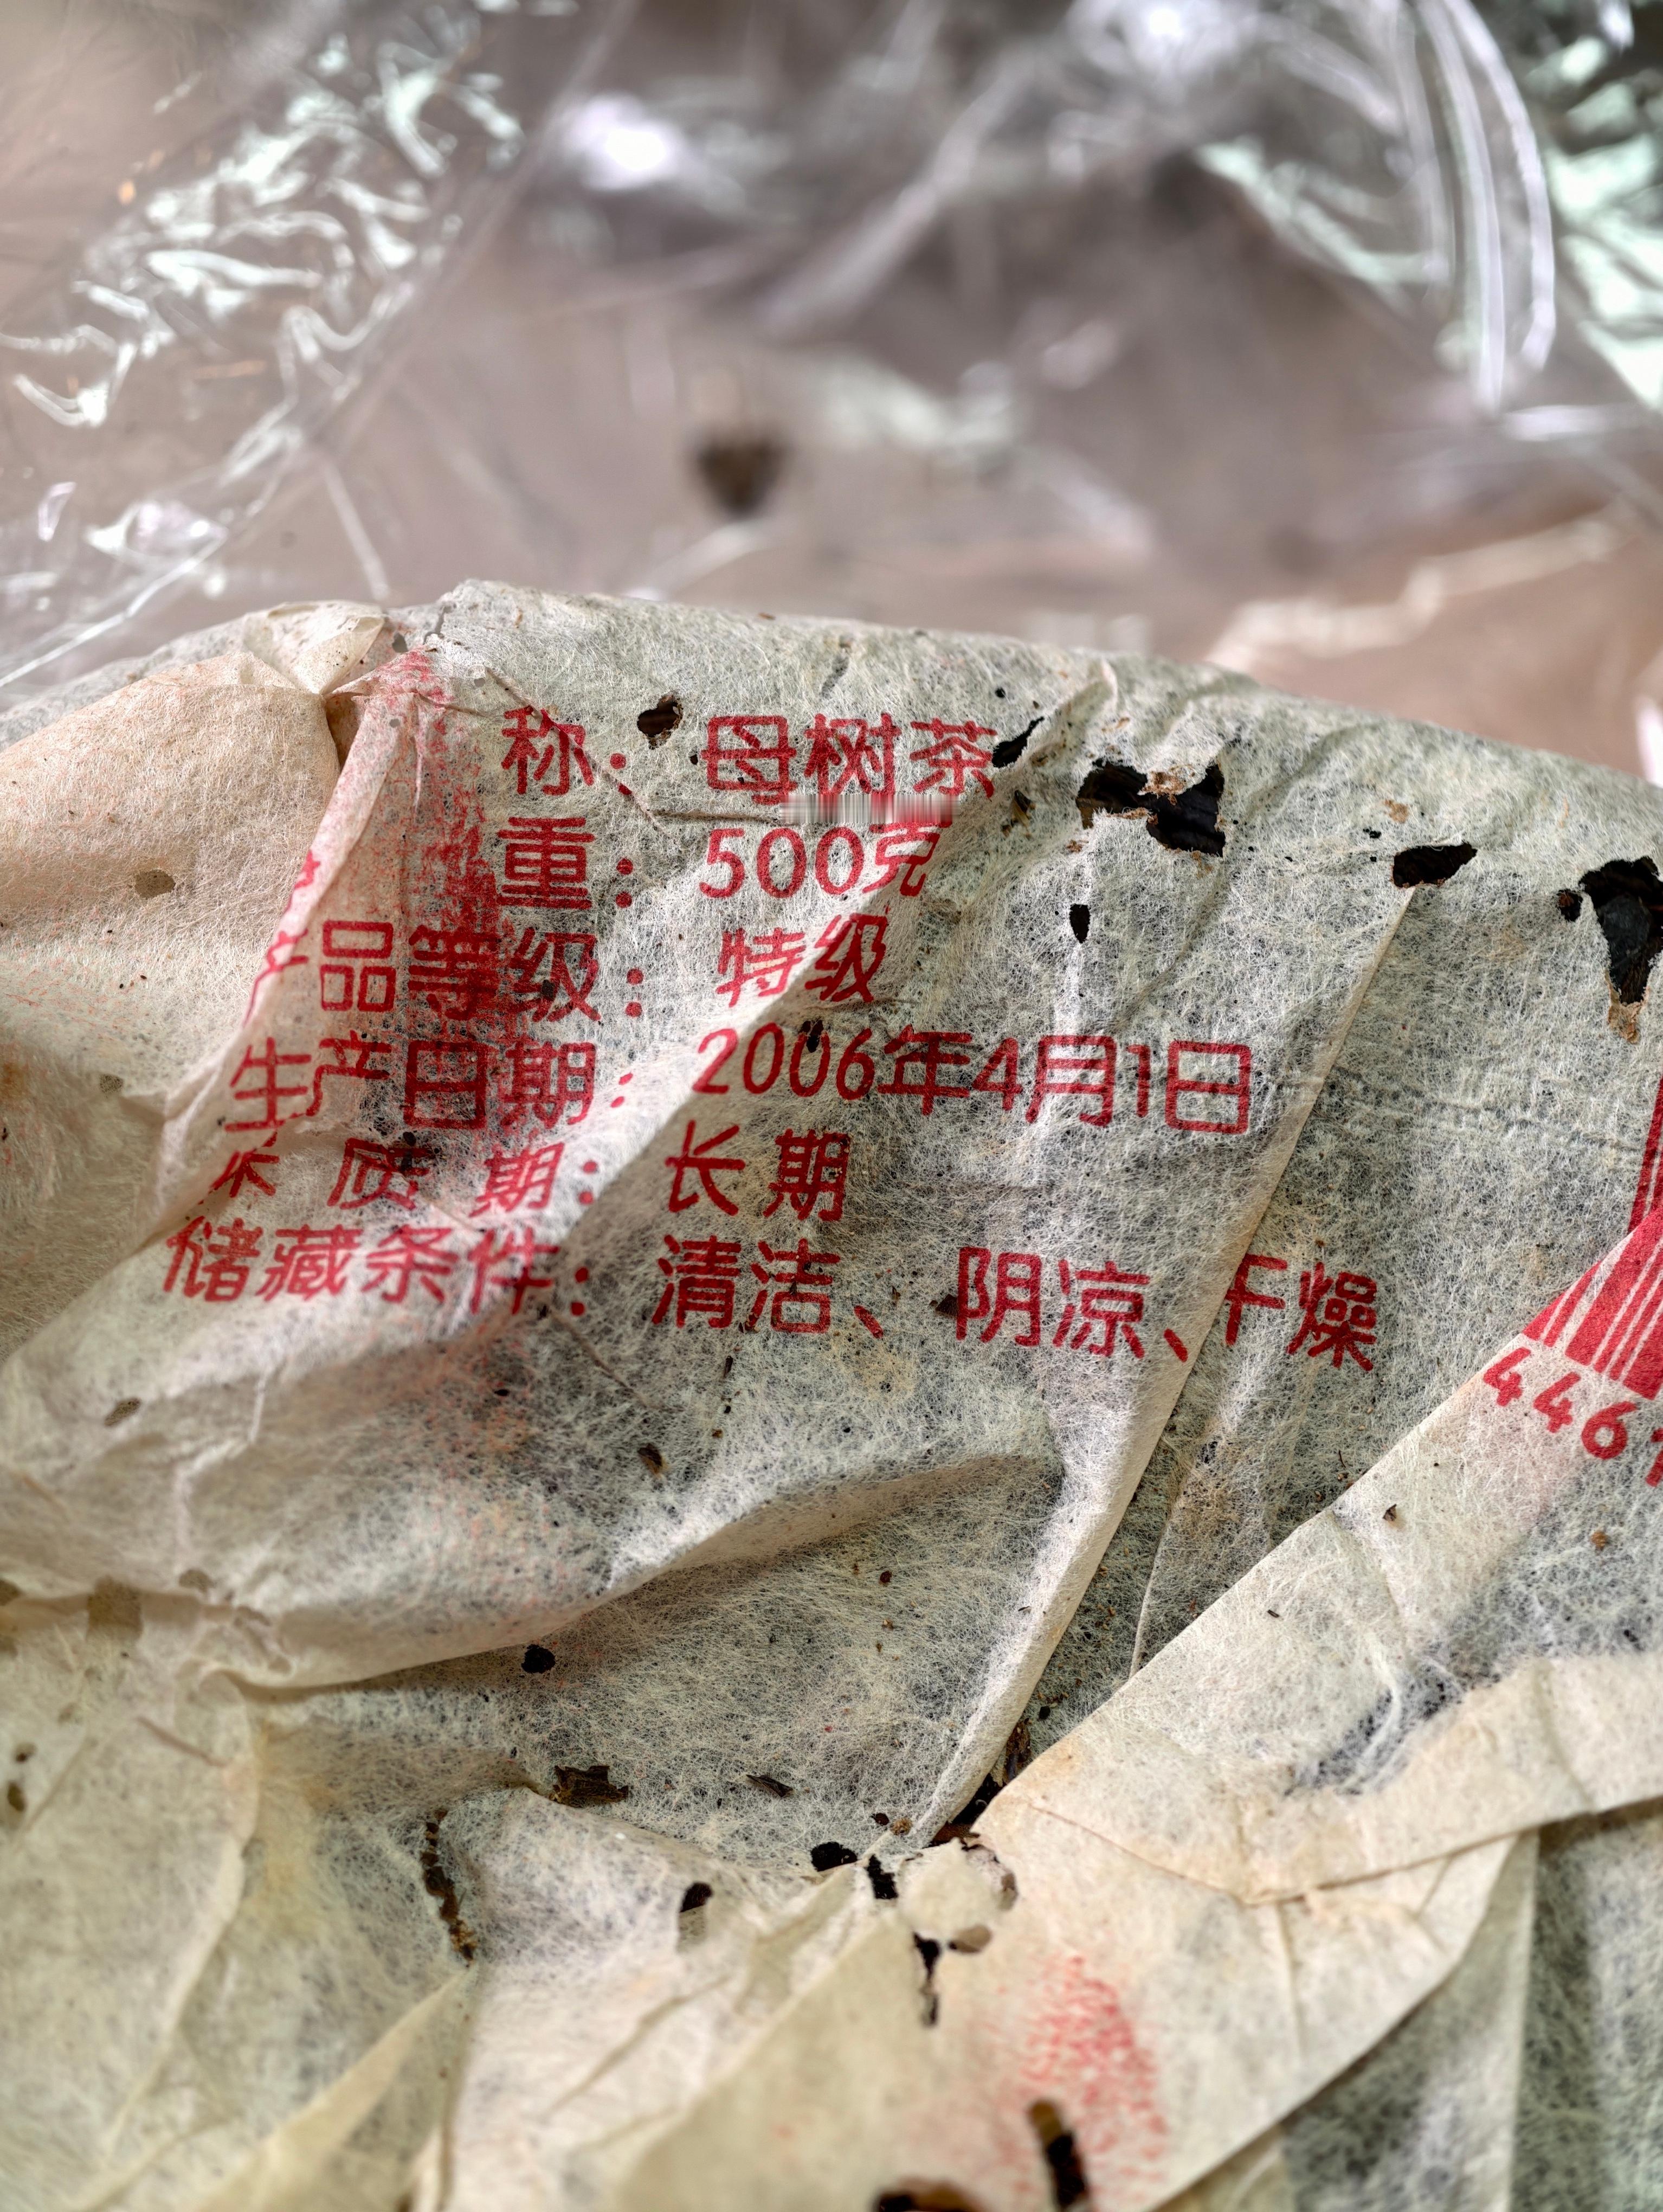 称：母树茶
重：500克
产品等级：特级
生产日期：2006年4月1日
质 期：长 期
储藏条件：清洁、阴凉、干燥
446